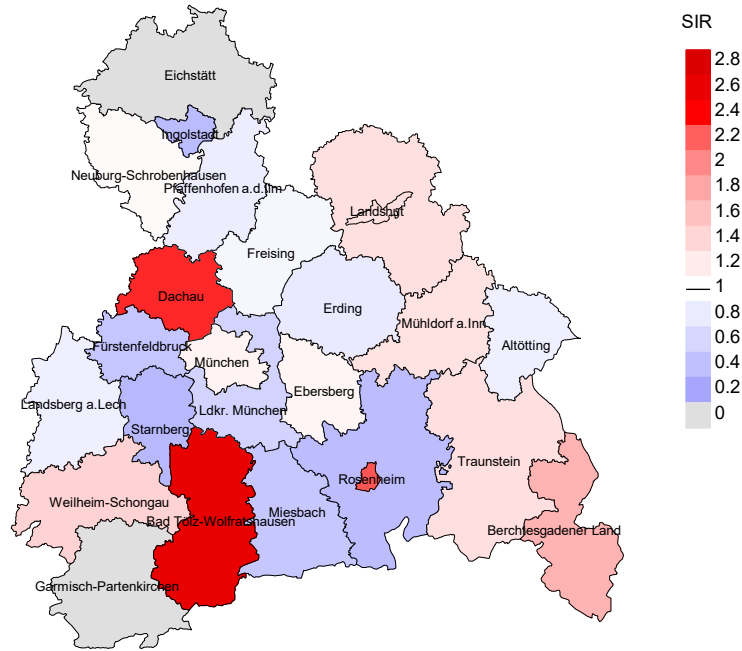 SIR
2.8
2.6
2.4
2.2
2
1.8
1.6
1.4
1.2
1
0.8
0.6
0.4
0.2
0
Eichstätt
Ingolstadt
Neuburg-Schrobenhausen
Pfaffenhofen a.d.Ilm
Landshut
Freising
Dachau
Erding
Mühldorf a.Inn
Altötting
Fürstenfeldbruck
München
Ebersberg
Landsberg a.Lech
Ldkr. München
Starnberg
Traunstein
Rosenheim
Weilheim-Schongau
Miesbach
Bad Tölz-Wolfratshausen
Berchtesgadener Land
Garmisch-Partenkirchen